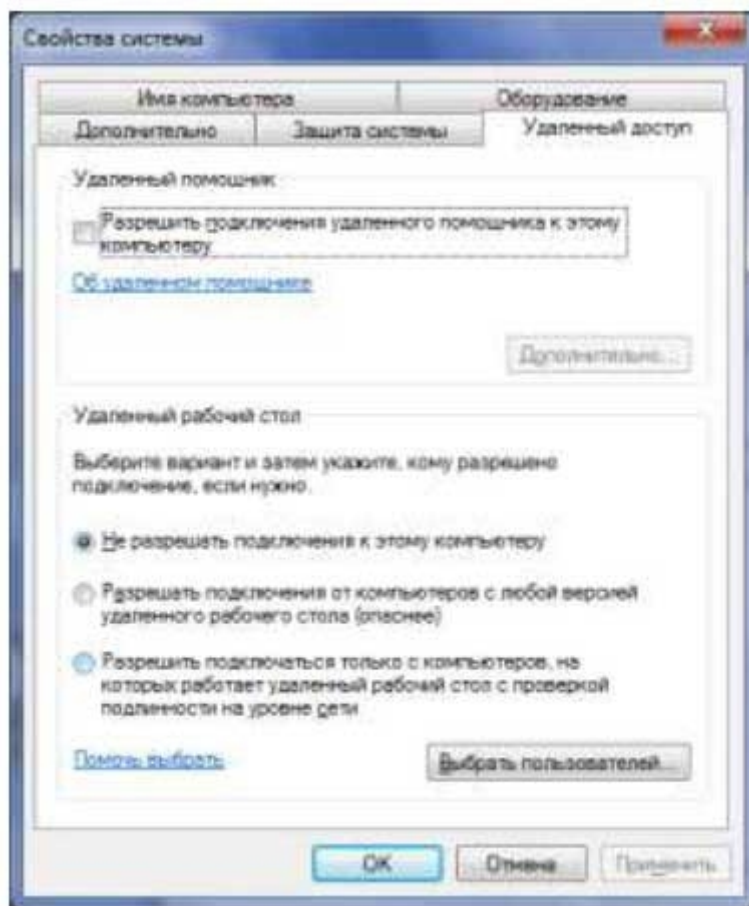 Свойства системы
Имя компьютера
Оборудование
Дополнительно
Защита системы
Удаленный доступ
Удаленный помощник
Разрешить подключения удаленного помощника к этому
компьютеру
Об удаленном помощнике
Дополнительно...
Удаленный рабочий стол
Выберите вариант и затем укажите, кому разрешено
подключение, если нужно.
Не разрешать подключения к этому компьютеру
Разрешать подключения от компьютеров с любой версией
удаленного рабочего стола (опаснее)
Разрешить подключаться только с компьютеров, на
которых работает удаленный рабочий стол с проверкой
подлинности на уровне сети
Помочь выбрать
Выбрать пользователей...
ОК
Отмена
Применить